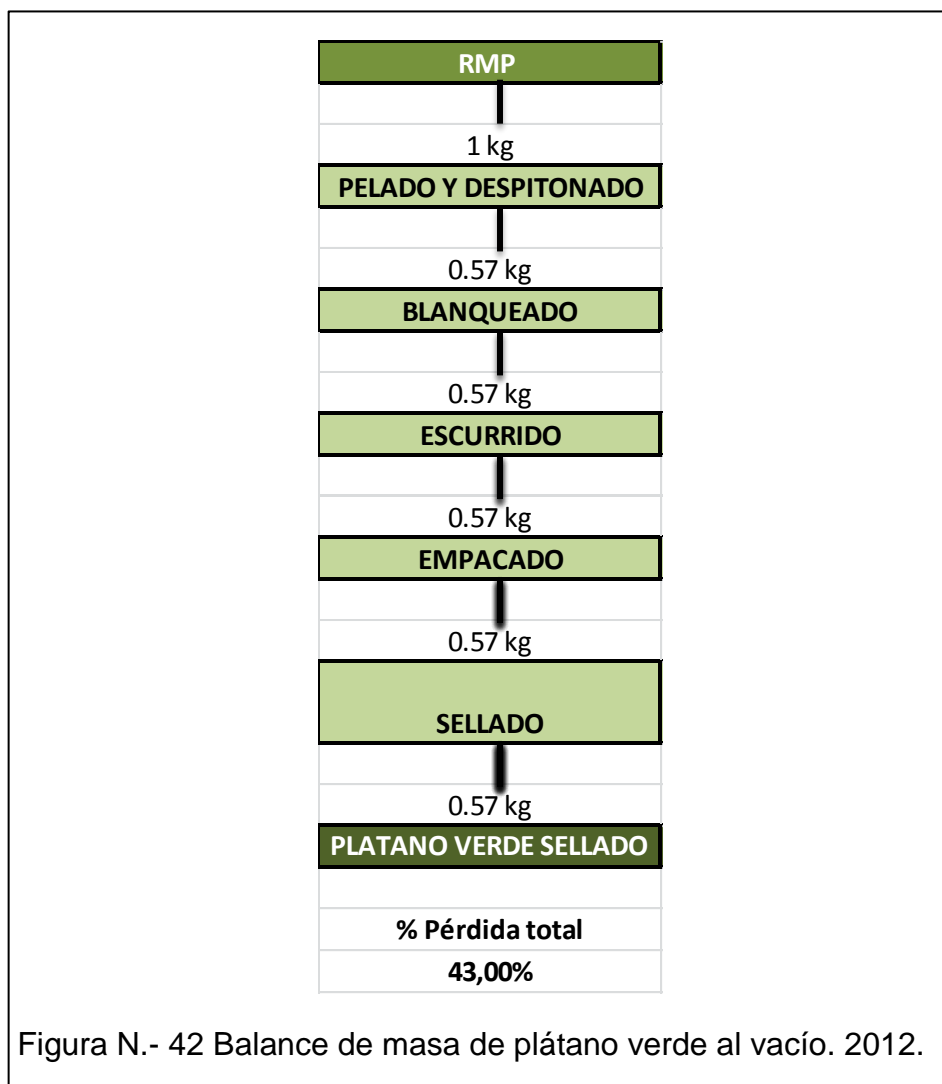 RMP
1 kg
PELADO Y DESPITONADO
0.57 kg
BLANQUEADO
0.57 kg
ESCURRIDO
0.57 kg
EMPACADO
0.57 kg
SELLADO
0.57 kg
PLATANO VERDE SELLADO
% Pérdida total
43,00%
Figura N.- 42 Balance de masa de plátano verde al vacío. 2012.